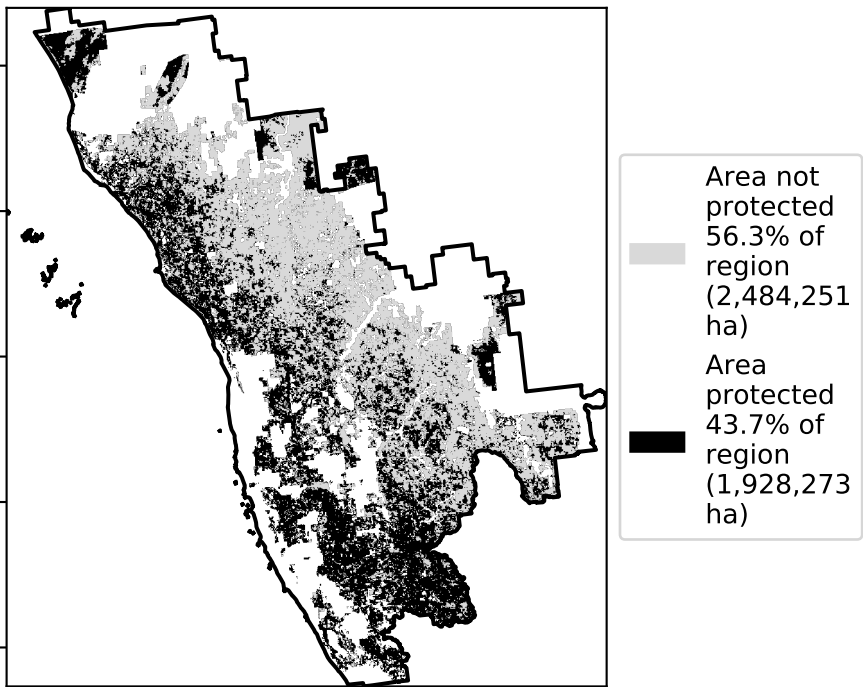 Area not
protected
56.3% of
region
(2,484,251
ha)
Area
protected
43.7% of
region
(1,928,273
ha)